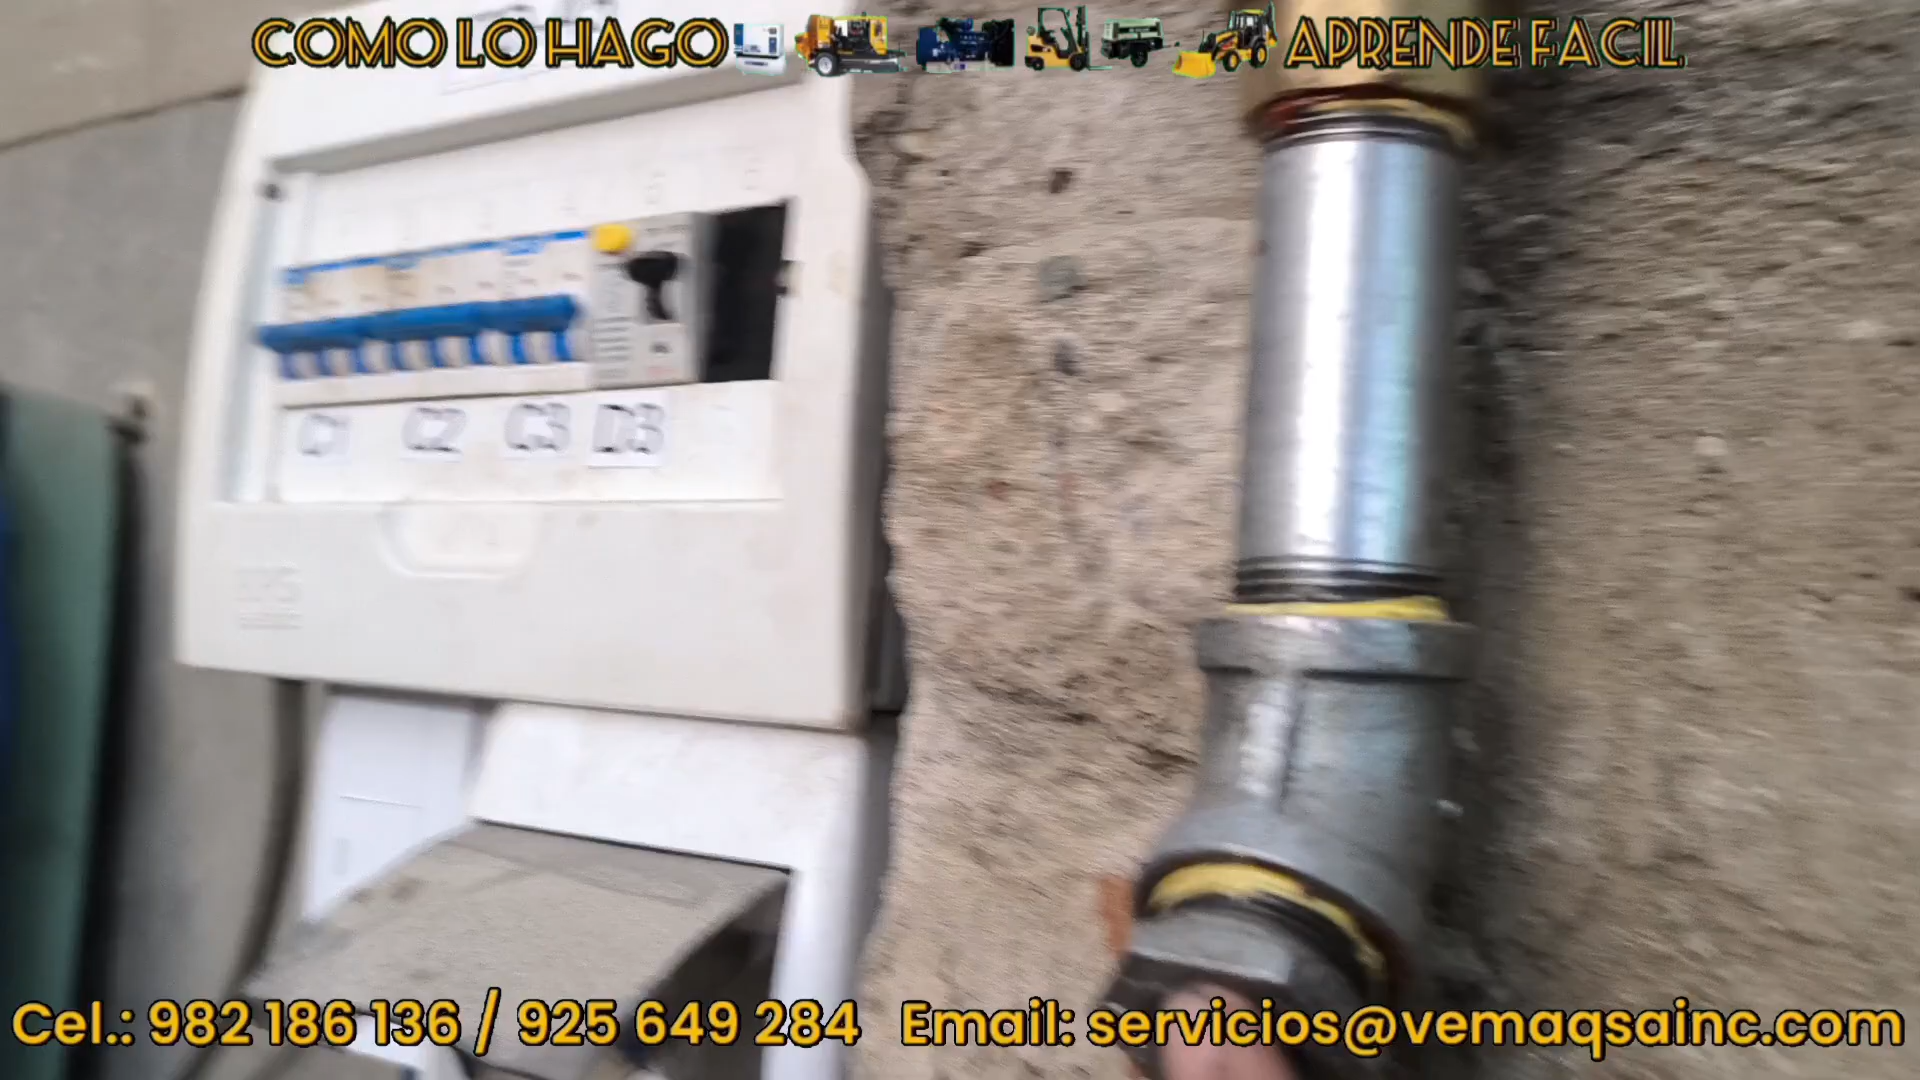 COMO LO HAGO APRENDE FACIL
C1 C2 C3 D3
Cel.: 982 186 136 / 925 649 284 Email: servicios@vemaqsainc.com